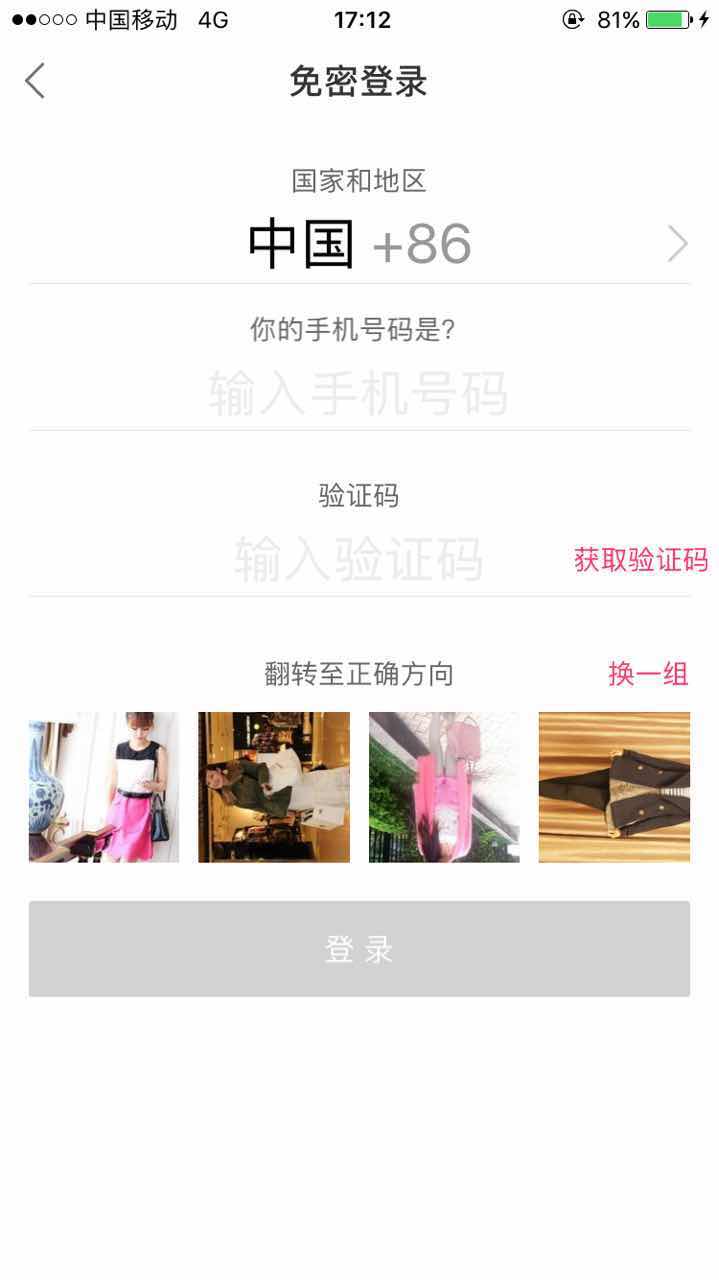 中国移动 4G 17:12 81%
免密登录
国家和地区
中国 +86
你的手机号码是?
输入手机号码
验证码
输入验证码 获取验证码
翻转至正确方向 换一组
登 录